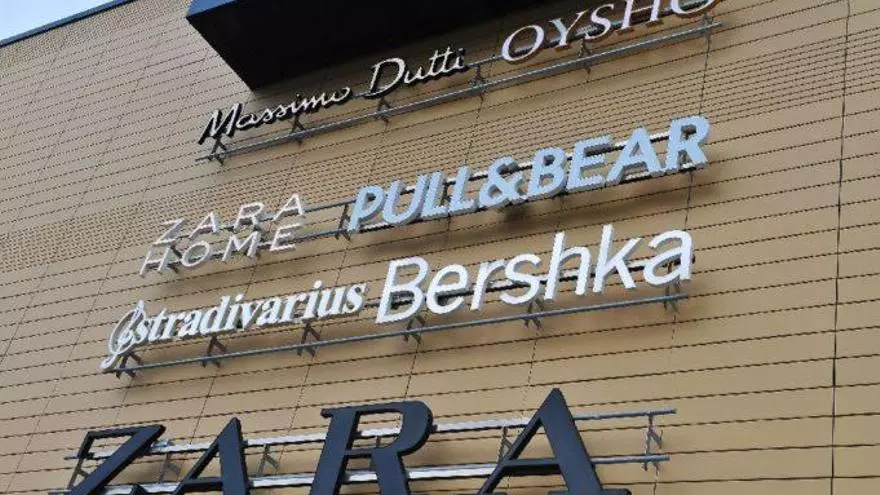 Massimo Dutti OYSHO
ZARA HOME PULL&BEAR
stradivarius Bershka
ZARA